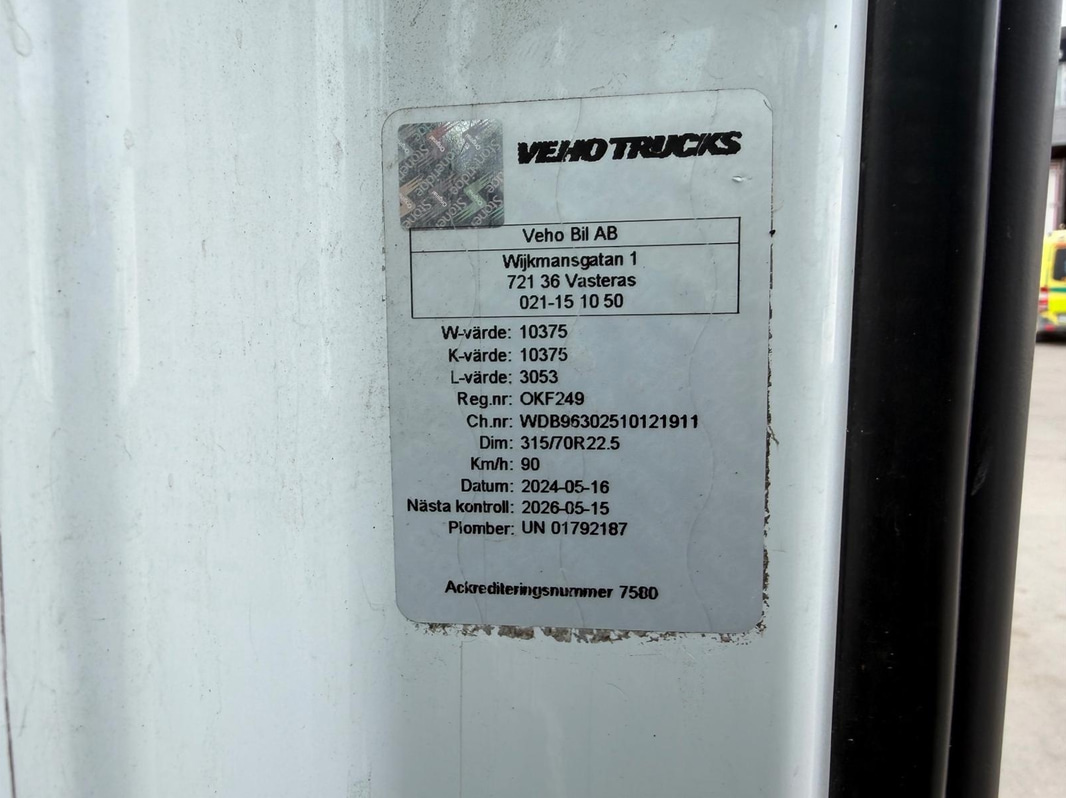 VEHO TRUCKS
Veho Bil AB
Wijkmansgatan 1
721 36 Vasteras
021-15 10 50
W-värde: 10375
K-värde: 10375
L-värde: 3053
Reg.nr: OKF249
Ch.nr: WDB96302510121911
Dim: 315/70R22.5
Km/h: 90
Datum: 2024-05-16
Nästa kontroll: 2026-05-15
Plomber: UN 01792187
Ackrediteringsnummer 7580